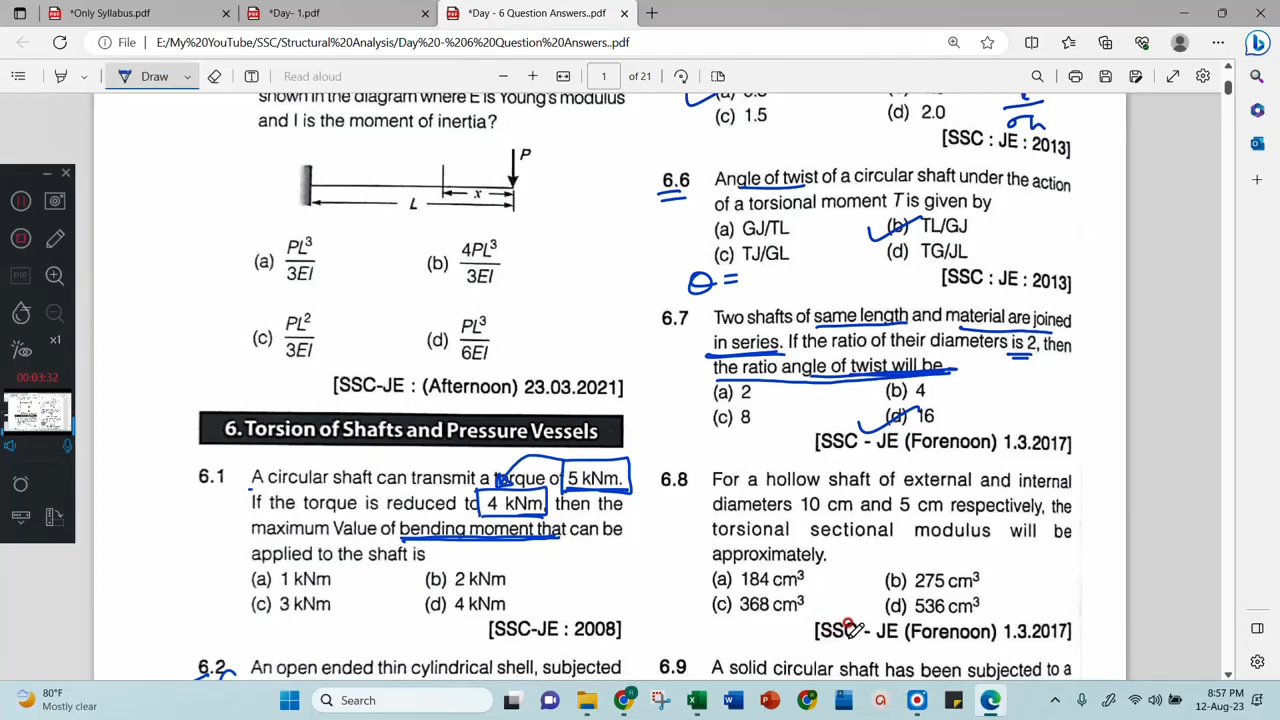 *Only Syllabus.pdf
*Day- 1.pdf
*Day - 6 Question Answers..pdf
File
E:/My%20YouTube/SSC/Structural%20Analysis/Day%20-%206%20Question%20Answers..pdf
Draw
Read aloud
1
of 21
shown in the diagram where E is Young's modulus
and I is the moment of inertia?
P
x
L
(a) PL³/3EI
(b) 4PL³/3EI
(c) PL²/3EI
(d) PL³/6EI
[SSC-JE : (Afternoon) 23.03.2021]
6. Torsion of Shafts and Pressure Vessels
6.1 A circular shaft can transmit a torque of 5 kNm.
If the torque is reduced to 4 kNm, then the
maximum Value of bending moment that can be
applied to the shaft is
(a) 1 kNm (b) 2 kNm
(c) 3 kNm (d) 4 kNm
[SSC-JE : 2008]
6.2 An open ended thin cylindrical shell, subjected
(c) 1.5 (d) 2.0
[SSC : JE : 2013]
6.6 Angle of twist of a circular shaft under the action
of a torsional moment T is given by
(a) GJ/TL (b) TL/GJ
(c) TJ/GL (d) TG/JL
[SSC : JE : 2013]
θ =
6.7 Two shafts of same length and material are joined
in series. If the ratio of their diameters is 2, then
the ratio angle of twist will be
(a) 2 (b) 4
(c) 8 (d) 16
[SSC - JE (Forenoon) 1.3.2017]
6.8 For a hollow shaft of external and internal
diameters 10 cm and 5 cm respectively, the
torsional sectional modulus will be
approximately.
(a) 184 cm³ (b) 275 cm³
(c) 368 cm³ (d) 536 cm³
[SSC - JE (Forenoon) 1.3.2017]
6.9 A solid circular shaft has been subjected to a
PIP
x1
00:03:32
80°F
Mostly clear
Search
8:57 PM
12-Aug-23